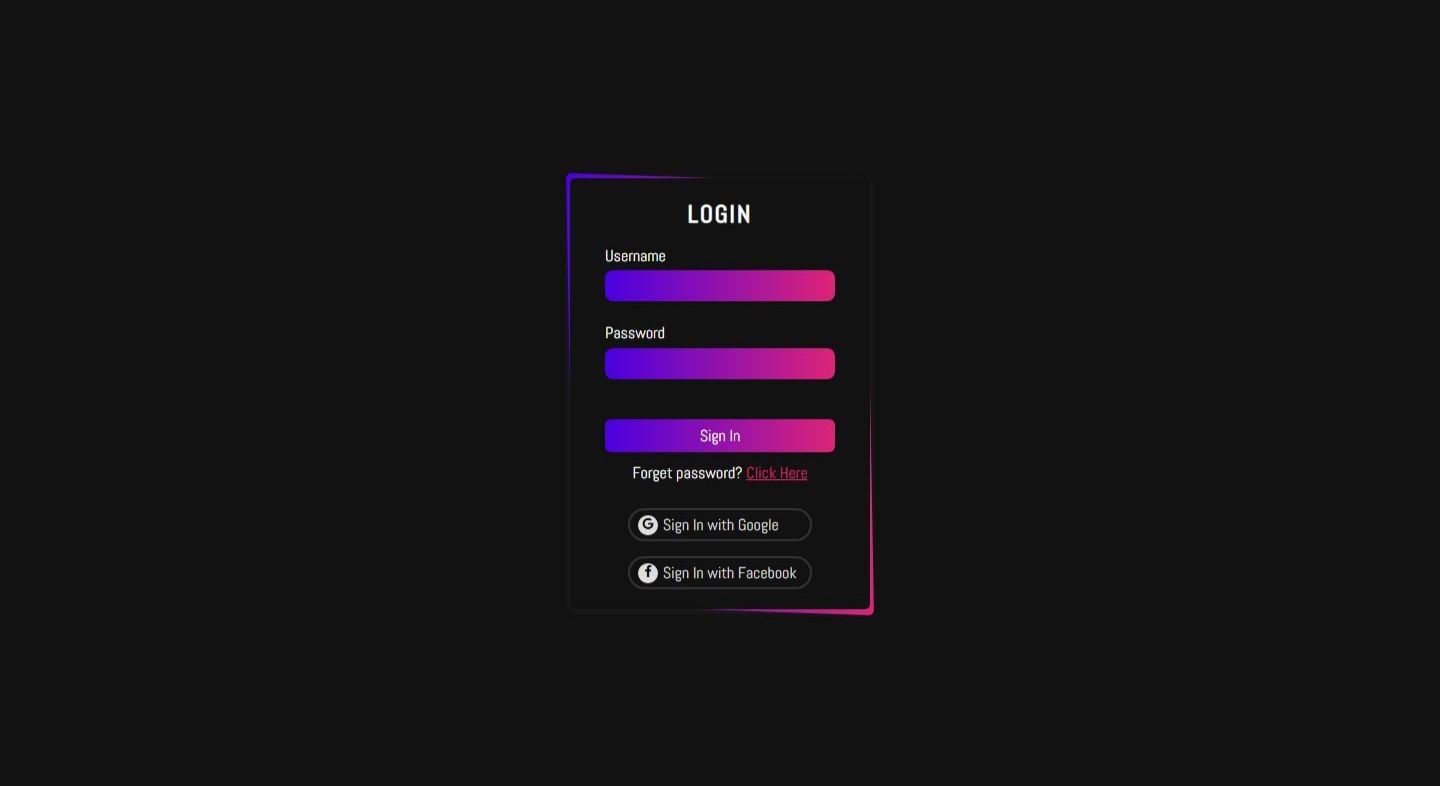 LOGIN
Username
Password
Sign In
Forget password? Click Here
G Sign In with Google
f Sign In with Facebook